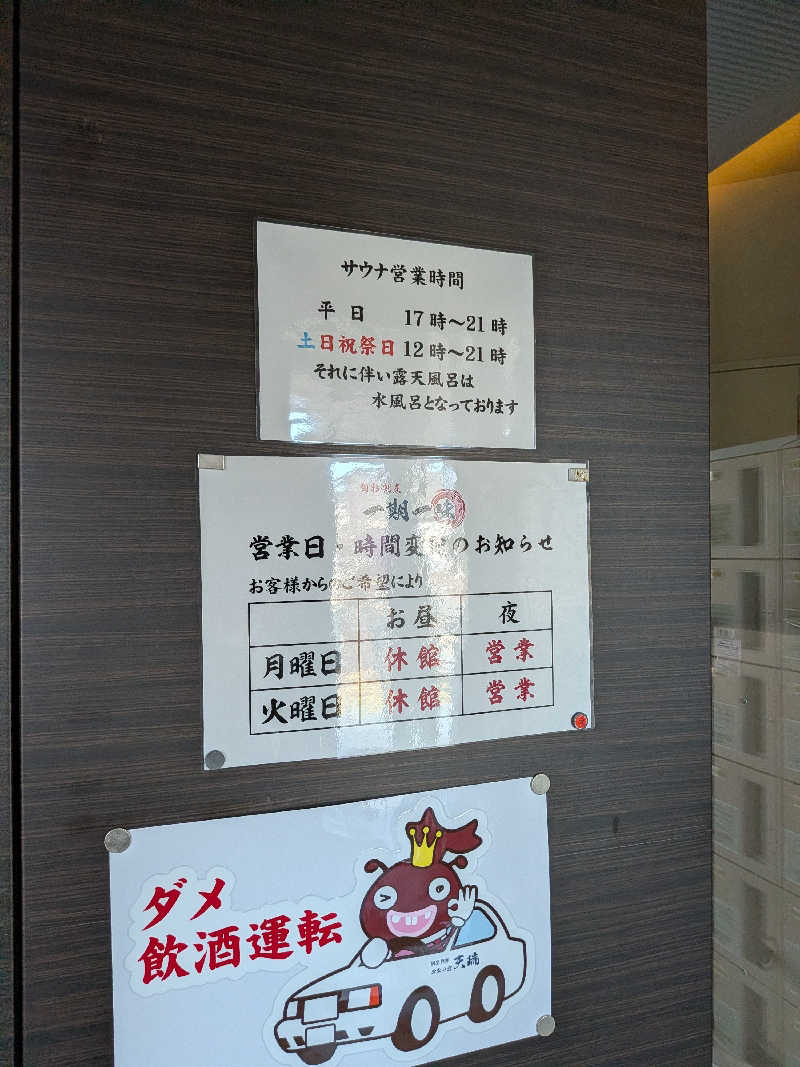 サウナ営業時間
平日 17時～21時
土日祝祭日 12時～21時
それに伴い露天風呂は
水風呂となっております
一期一味
営業日・時間変更のお知らせ
お客様からのご希望により
お昼 夜
月曜日 休館 営業
火曜日 休館 営業
ダメ
飲酒運転